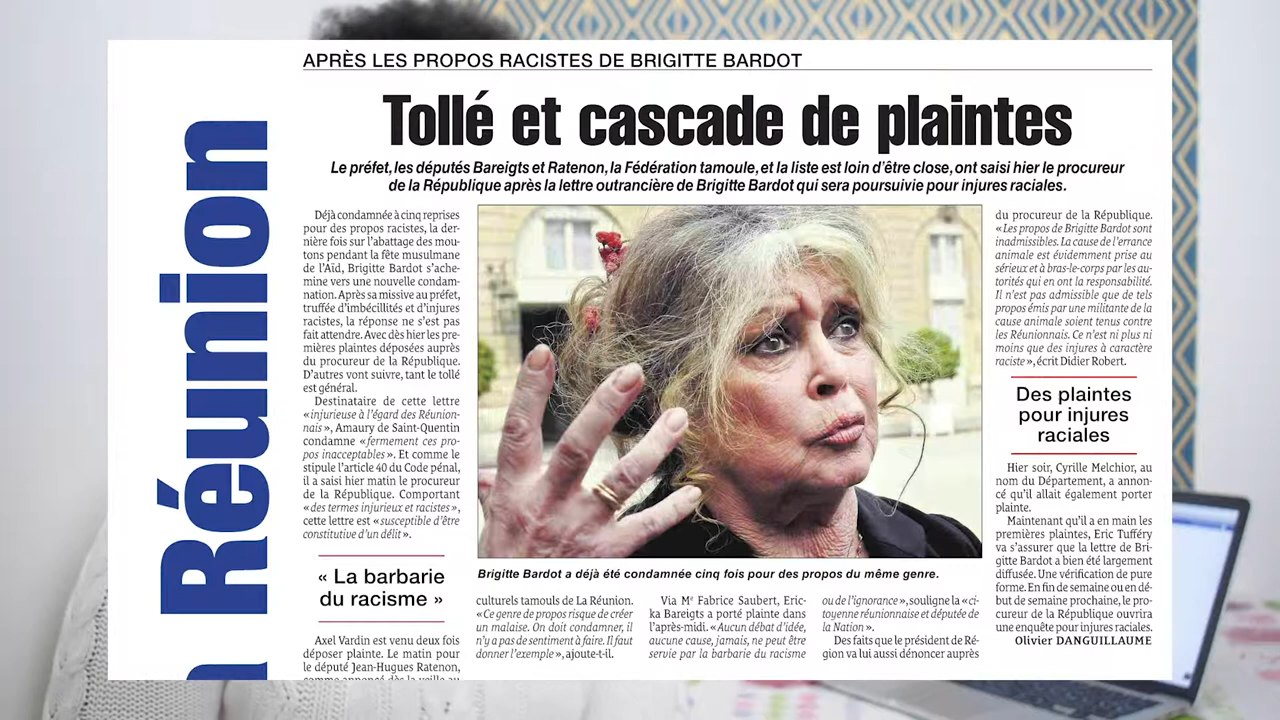 n Réunion
APRÈS LES PROPOS RACISTES DE BRIGITTE BARDOT
Tollé et cascade de plaintes
Le préfet, les députés Bareigts et Ratenon, la Fédération tamoule, et la liste est loin d'être close, ont saisi hier le procureur
de la République après la lettre outrancière de Brigitte Bardot qui sera poursuivie pour injures raciales.
Déjà condamnée à cinq reprises
pour des propos racistes, la der-
nière fois sur l'abattage des mou-
tons pendant la fête musulmane
de l'Aïd, Brigitte Bardot s'ache-
mine vers une nouvelle condam-
nation. Après sa missive au préfet,
truffée d'imbécillités et d'injures
racistes, la réponse ne s'est pas
fait attendre. Avec dès hier les pre-
mières plaintes déposées auprès
du procureur de la République.
D'autres vont suivre, tant le tollé
est général.
Destinataire de cette lettre
« injurieuse à l'égard des Réunion-
nais », Amaury de Saint-Quentin
condamne « fermement ces pro-
pos inacceptables ». Et comme le
stipule l'article 40 du Code pénal,
il a saisi hier matin le procureur
de la République. Comportant
« des termes injurieux et racistes »,
cette lettre est « susceptible d'être
constitutive d'un délit ».
« La barbarie
du racisme »
Axel Vardin est venu deux fois
déposer plainte. Le matin pour
le député Jean-Hugues Ratenon,
comme annoncé dès la veille au
Brigitte Bardot a déjà été condamnée cinq fois pour des propos du même genre.
culturels tamouls de La Réunion.
« Ce genre de propos risque de créer
un malaise. On doit condamner, il
n'y a pas de sentiment à faire. Il faut
donner l'exemple », ajoute-t-il.
Via Me Fabrice Saubert, Eric-
ka Bareigts a porté plainte dans
l'après-midi. « Aucun débat d'idée,
aucune cause, jamais, ne peut être
servie par la barbarie du racisme
ou de l'ignorance », souligne la « ci-
toyenne réunionnaise et députée de
la Nation ».
Des faits que le président de Ré-
gion va lui aussi dénoncer auprès
du procureur de la République.
« Les propos de Brigitte Bardot sont
inadmissibles. La cause de l'errance
animale est évidemment prise au
sérieux et à bras-le-corps par les au-
torités qui en ont la responsabilité.
Il n'est pas admissible que de tels
propos émis par une militante de la
cause animale soient tenus contre
les Réunionnais. Ce n'est ni plus ni
moins que des injures à caractère
raciste », écrit Didier Robert.
Des plaintes
pour injures
raciales
Hier soir, Cyrille Melchior, au
nom du Département, a annon-
cé qu'il allait également porter
plainte.
Maintenant qu'il a en main les
premières plaintes, Eric Tufféry
va s'assurer que la lettre de Bri-
gitte Bardot a bien été largement
diffusée. Une vérification de pure
forme. En fin de semaine ou en dé-
but de semaine prochaine, le pro-
cureur de la République ouvrira
une enquête pour injures raciales.
Olivier DANGUILLAUME